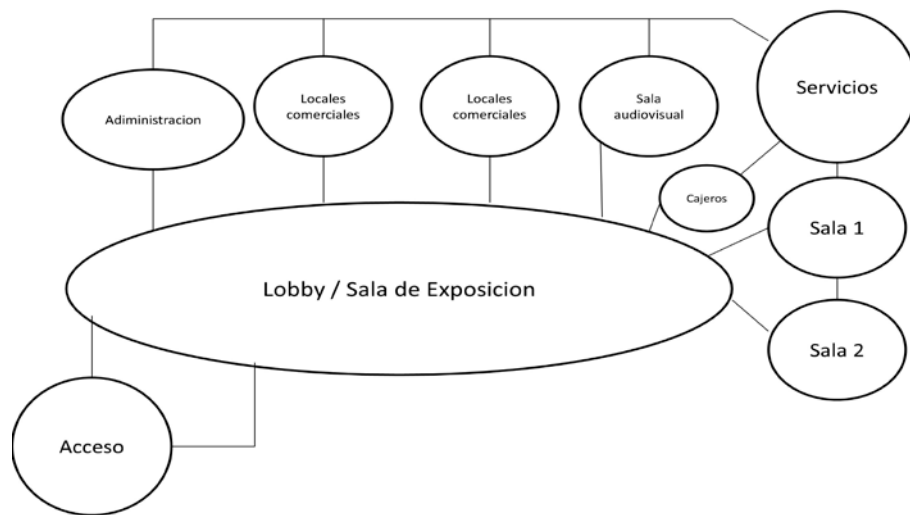 Adiministracion
Locales
comerciales
Locales
comerciales
Sala
audiovisual
Servicios
Cajeros
Sala 1
Lobby / Sala de Exposicion
Sala 2
Acceso